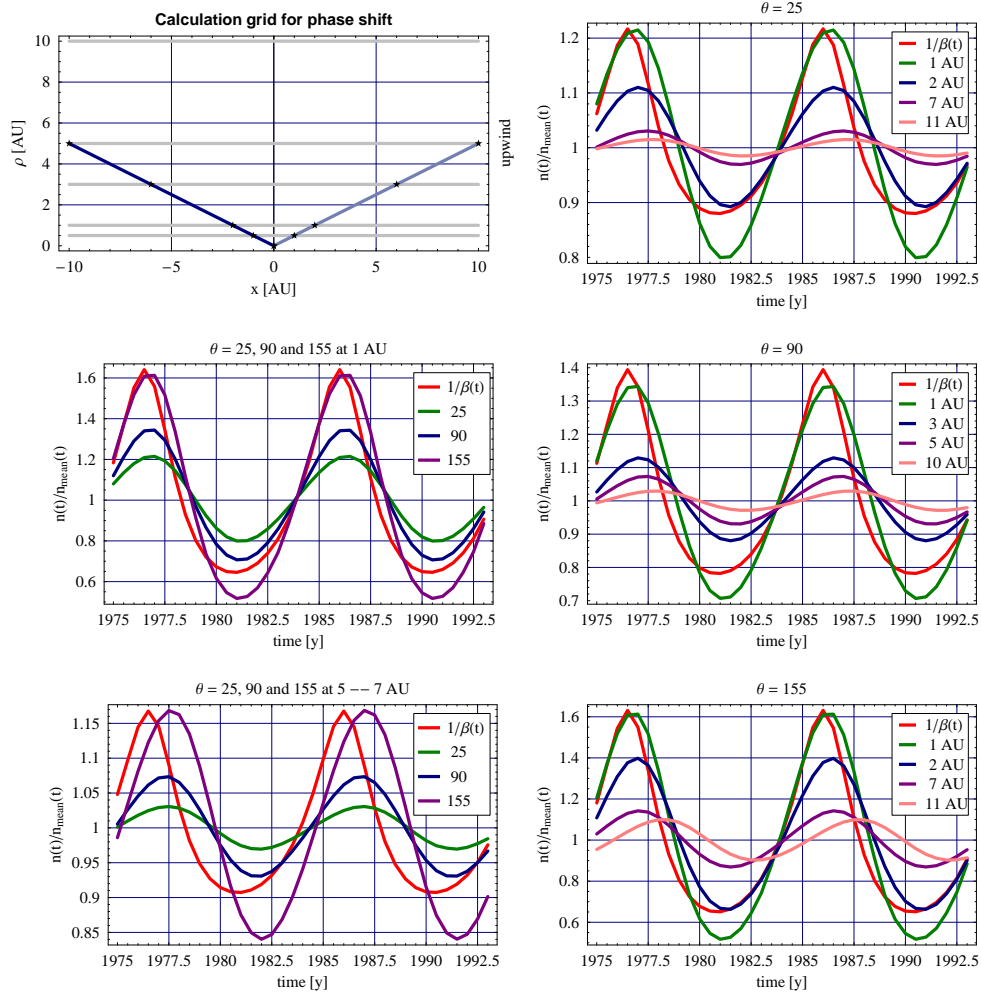 Calculation grid for phase shift
10
8
6
4
2
0
ρ [AU]
−10
−5
0
5
10
x [AU]
upwind
θ = 25
1.2
1.1
1
0.9
0.8
n(t)/n_mean(t)
1/β(t)
1 AU
2 AU
7 AU
11 AU
1975 1977.5 1980 1982.5 1985 1987.5 1990 1992.5
time [y]
θ = 25, 90 and 155 at 1 AU
1.6
1.4
1.2
1
0.8
0.6
n(t)/n_mean(t)
1/β(t)
25
90
155
1975 1977.5 1980 1982.5 1985 1987.5 1990 1992.5
time [y]
θ = 90
1.4
1.3
1.2
1.1
1
0.9
0.8
0.7
n(t)/n_mean(t)
1/β(t)
1 AU
3 AU
5 AU
10 AU
1975 1977.5 1980 1982.5 1985 1987.5 1990 1992.5
time [y]
θ = 25, 90 and 155 at 5 −− 7 AU
1.15
1.1
1.05
1
0.95
0.9
0.85
n(t)/n_mean(t)
1/β(t)
25
90
155
1975 1977.5 1980 1982.5 1985 1987.5 1990 1992.5
time [y]
θ = 155
1.6
1.4
1.2
1
0.8
0.6
n(t)/n_mean(t)
1/β(t)
1 AU
2 AU
7 AU
11 AU
1975 1977.5 1980 1982.5 1985 1987.5 1990 1992.5
time [y]